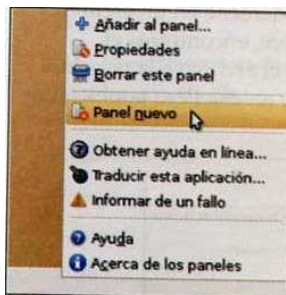 Añadir al panel...
Propiedades
Borrar este panel
Panel nuevo
Obtener ayuda en línea...
Traducir esta aplicación...
Informar de un fallo
Ayuda
Acerca de los paneles